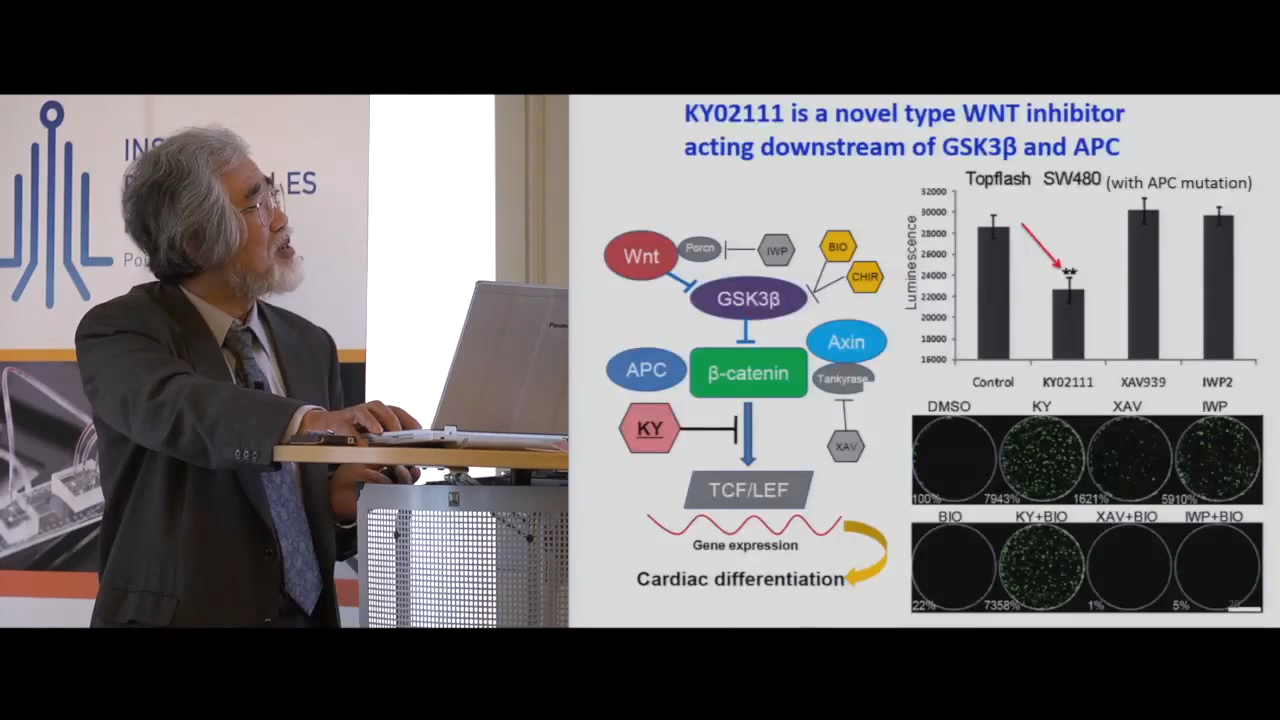 INS
LES
Po
Panasonic
KY02111 is a novel type WNT inhibitor
acting downstream of GSK3β and APC
Topflash SW480 (with APC mutation)
Luminescence
32000
30000
28000
26000
24000
22000
20000
18000
16000
**
Control KY02111 XAV939 IWP2
Wnt
Porcn
IWP
BIO
CHIR
GSK3β
APC
β-catenin
Axin
Tankyrase
KY
XAV
TCF/LEF
Gene expression
Cardiac differentiation
DMSO KY XAV IWP
100% 7943% 1621% 5910%
BIO KY+BIO XAV+BIO IWP+BIO
22% 7358% 1% 5%